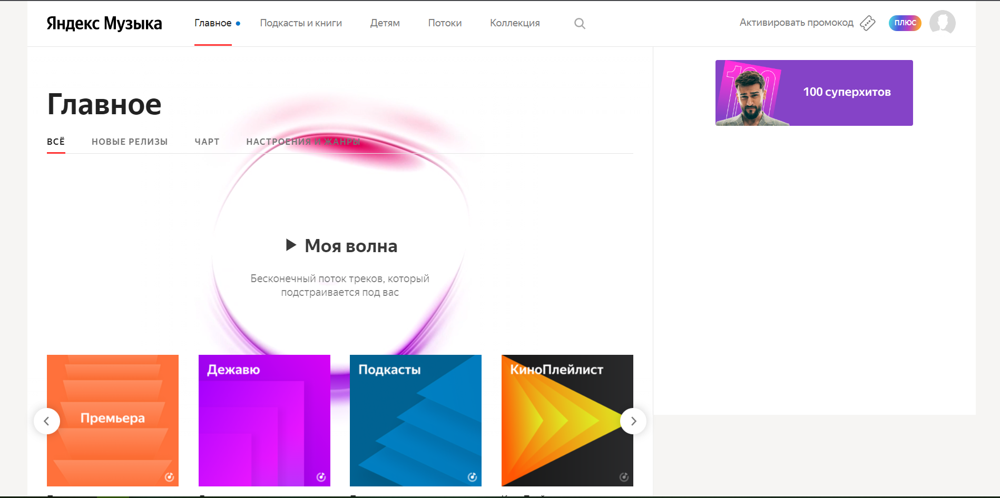 Яндекс Музыка
Главное
Подкасты и книги
Детям
Потоки
Коллекция
Активировать промокод
ПЛЮС
100 суперхитов
Главное
ВСЁ
НОВЫЕ РЕЛИЗЫ
ЧАРТ
НАСТРОЕНИЯ И ЖАНРЫ
Моя волна
Бесконечный поток треков, который
подстраивается под вас
Премьера
Дежавю
Подкасты
КиноПлейлист